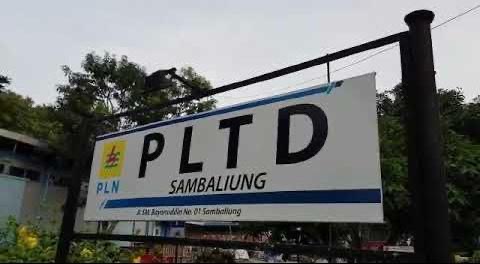 PLTD
PLN
SAMBALIUNG
Jl. SM. Bayanuddin No. 01 Sambaliung